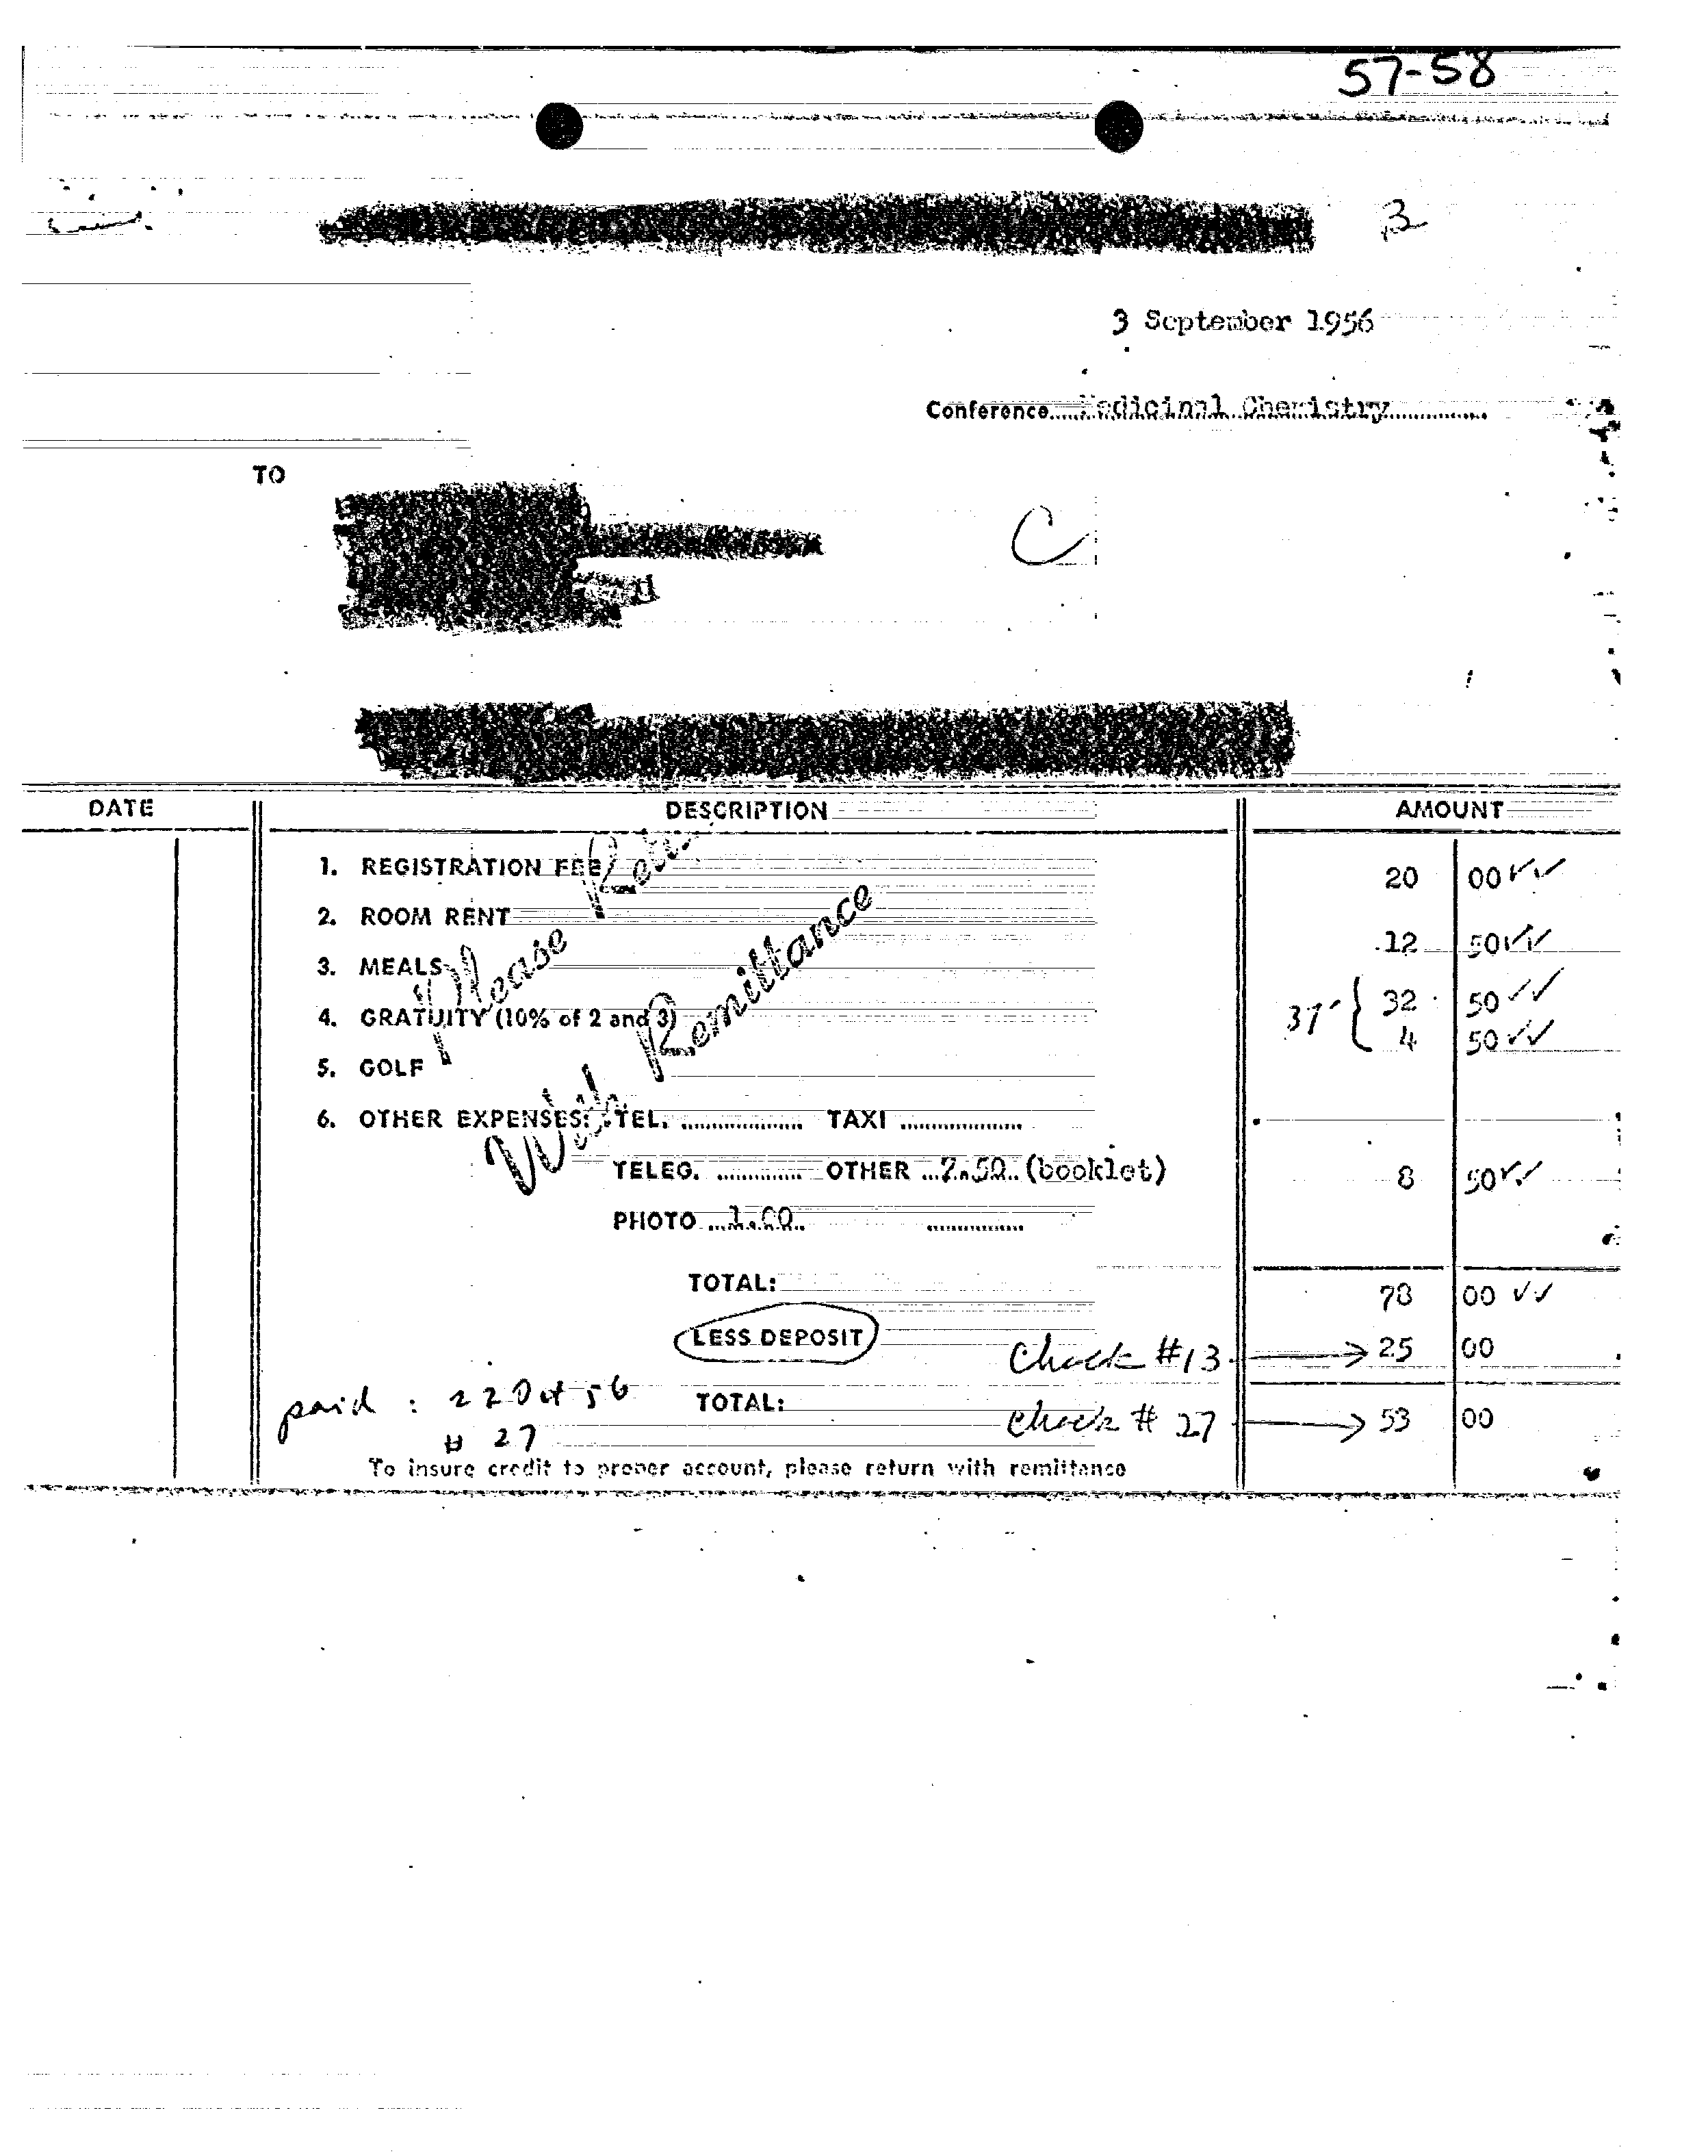 57-58
3
3 September 1956
Conference Medicinal Chemistry
TO
C
DATE DESCRIPTION AMOUNT
1. REGISTRATION FEE 20 00
2. ROOM RENT 12 50
3. MEALS 32 50
4. GRATUITY (10% of 2 and 3) 4 50
37
5. GOLF
6. OTHER EXPENSES: TEL. TAXI
TELEG. OTHER 7.50 (booklet) 8 50
PHOTO 1.00
Please
With Remittance
TOTAL: 78 00
LESS DEPOSIT Check #13 25 00
paid: 22 Oct 56 TOTAL: Check # 27 53 00
# 27
To insure credit to proper account, please return with remittance